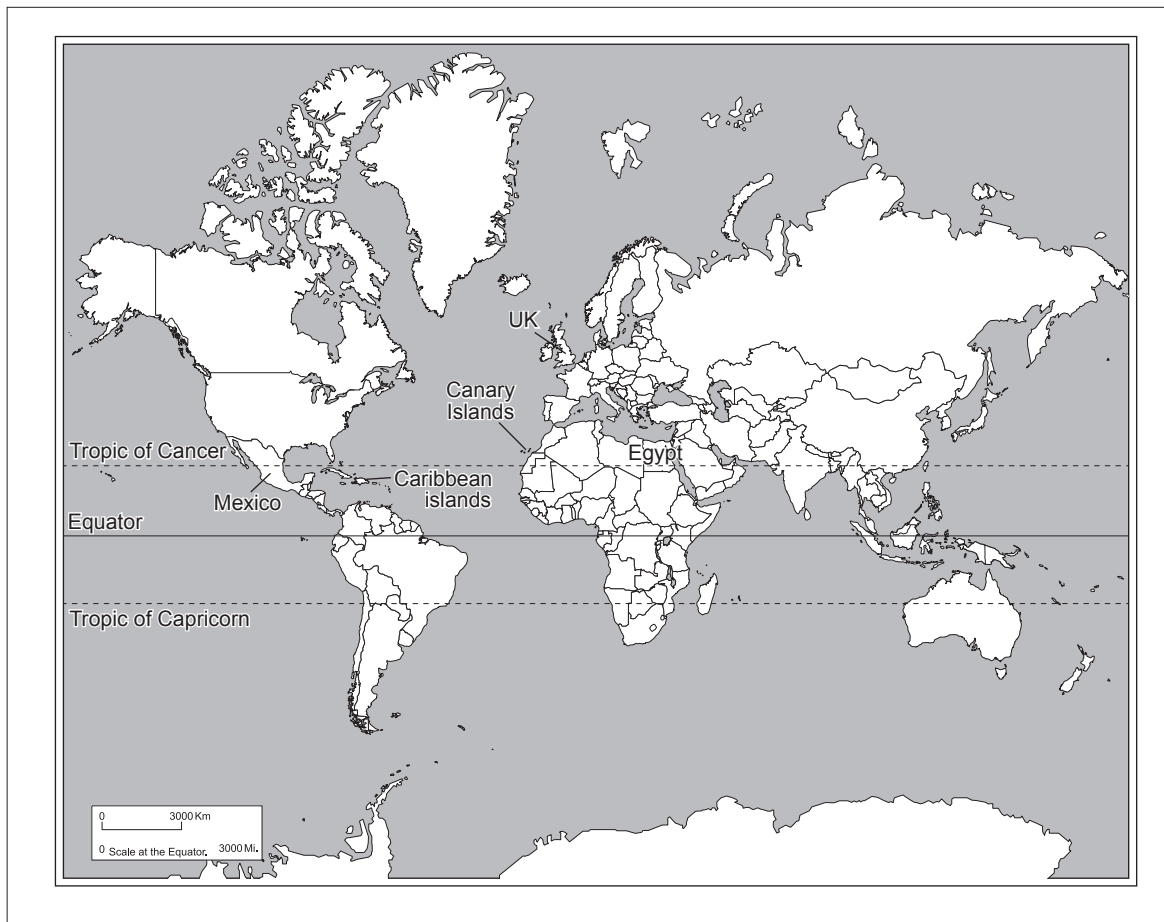 UK
Canary
Islands
Tropic of Cancer
Egypt
Caribbean
islands
Mexico
Equator
Tropic of Capricorn
0 3000 Km
0 Scale at the Equator. 3000 Mi.